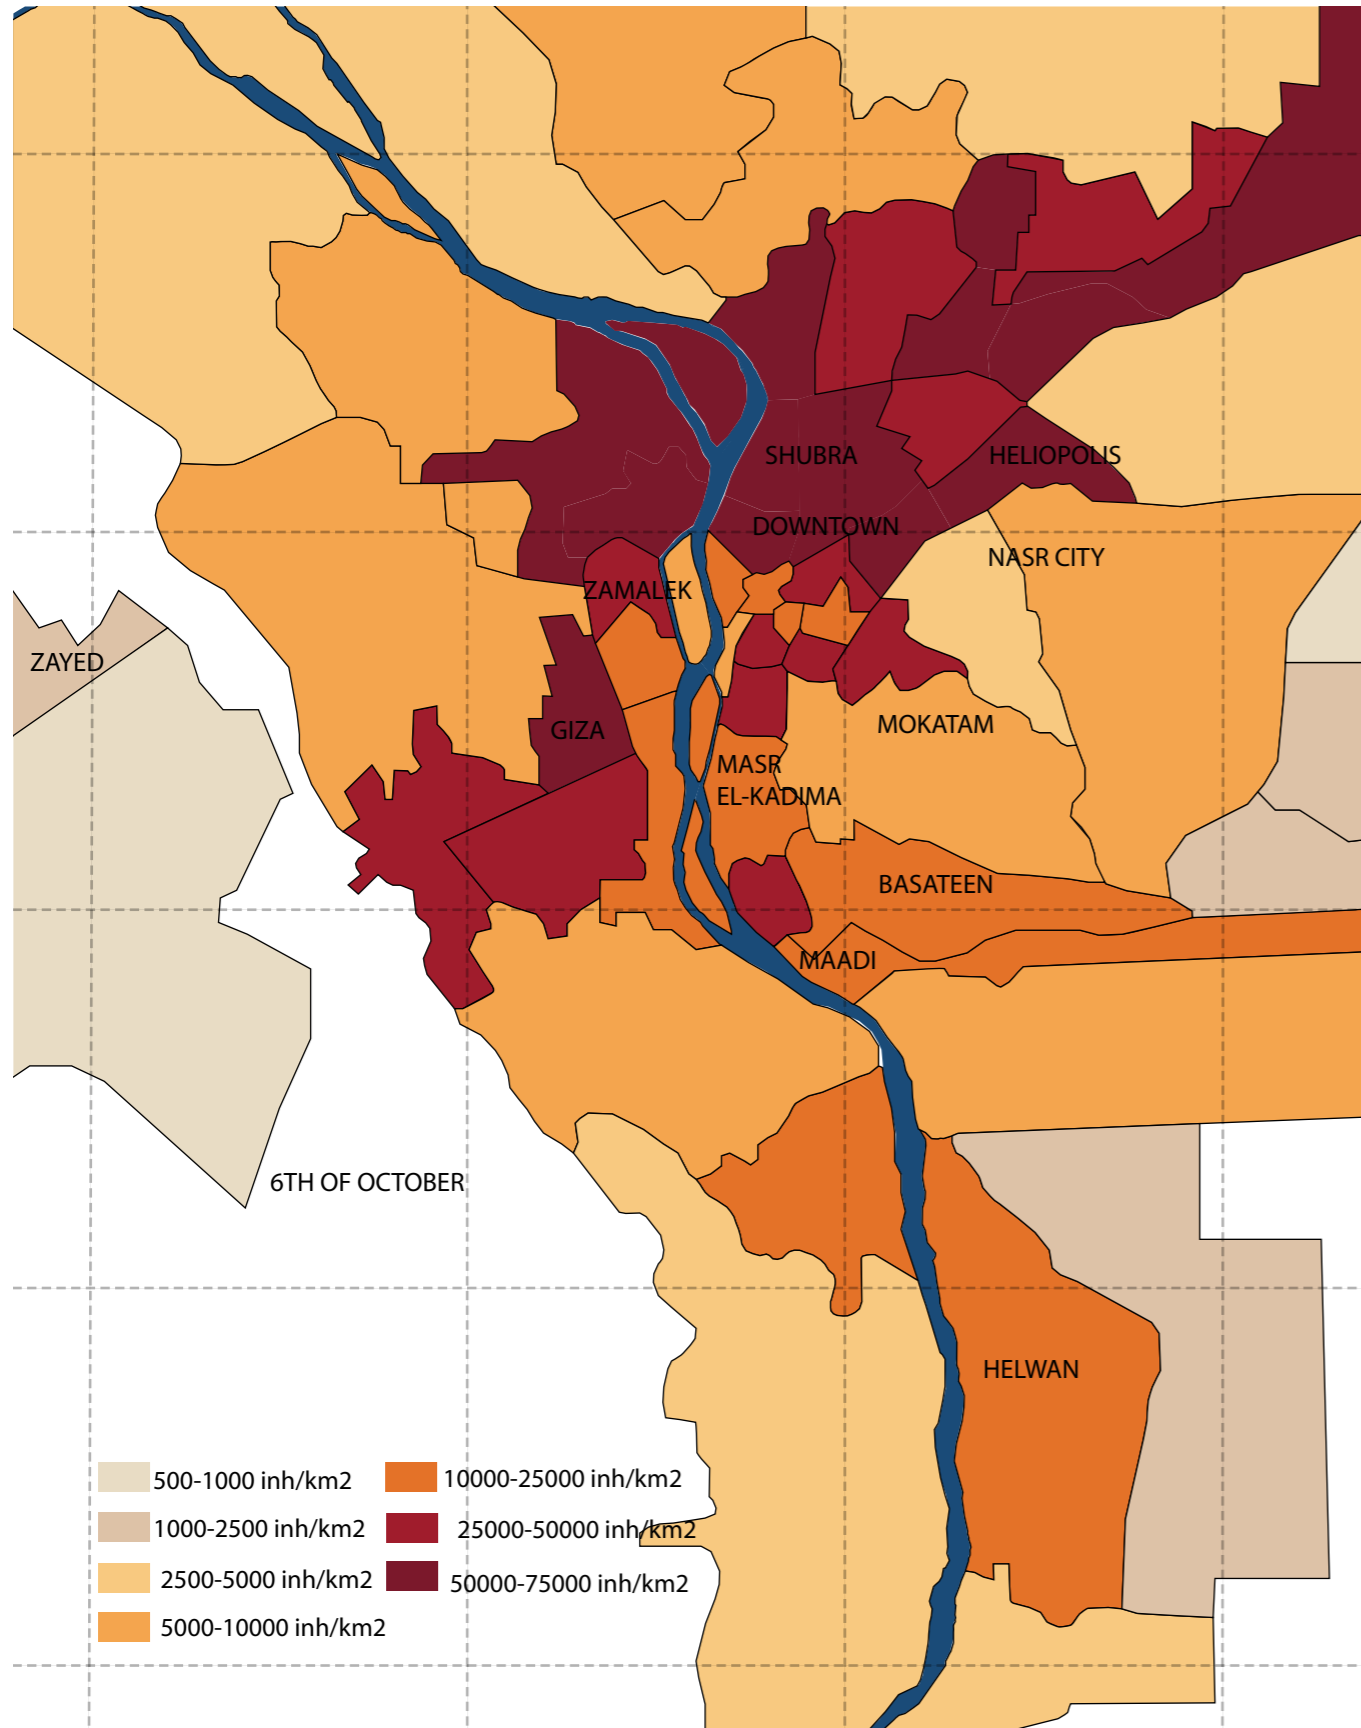 SHUBRA
HELIOPOLIS
DOWNTOWN
NASR CITY
ZAMALEK
ZAYED
GIZA
MOKATAM
MASR
EL-KADIMA
BASATEEN
MAADI
6TH OF OCTOBER
HELWAN
500-1000 inh/km2
1000-2500 inh/km2
2500-5000 inh/km2
5000-10000 inh/km2
10000-25000 inh/km2
25000-50000 inh/km2
50000-75000 inh/km2